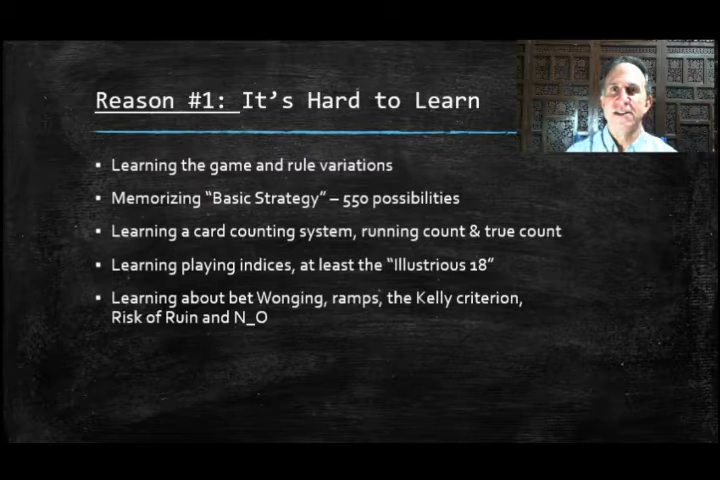 Reason #1: It's Hard to Learn
▪ Learning the game and rule variations
▪ Memorizing “Basic Strategy” – 550 possibilities
▪ Learning a card counting system, running count & true count
▪ Learning playing indices, at least the “Illustrious 18”
▪ Learning about bet Wonging, ramps, the Kelly criterion,
Risk of Ruin and N_O